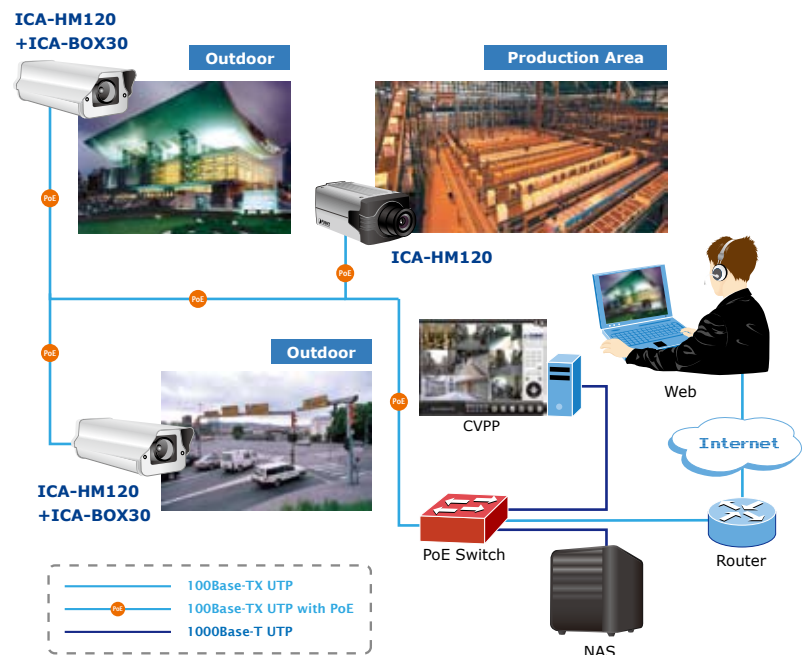 ICA-HM120
+ICA-BOX30
Outdoor
Production Area
PoE
ICA-HM120
PoE
PoE
PoE
Outdoor
PoE
CVPP
Web
Internet
ICA-HM120
+ICA-BOX30
PoE Switch
Router
100Base-TX UTP
PoE
100Base-TX UTP with PoE
1000Base-T UTP
NAS